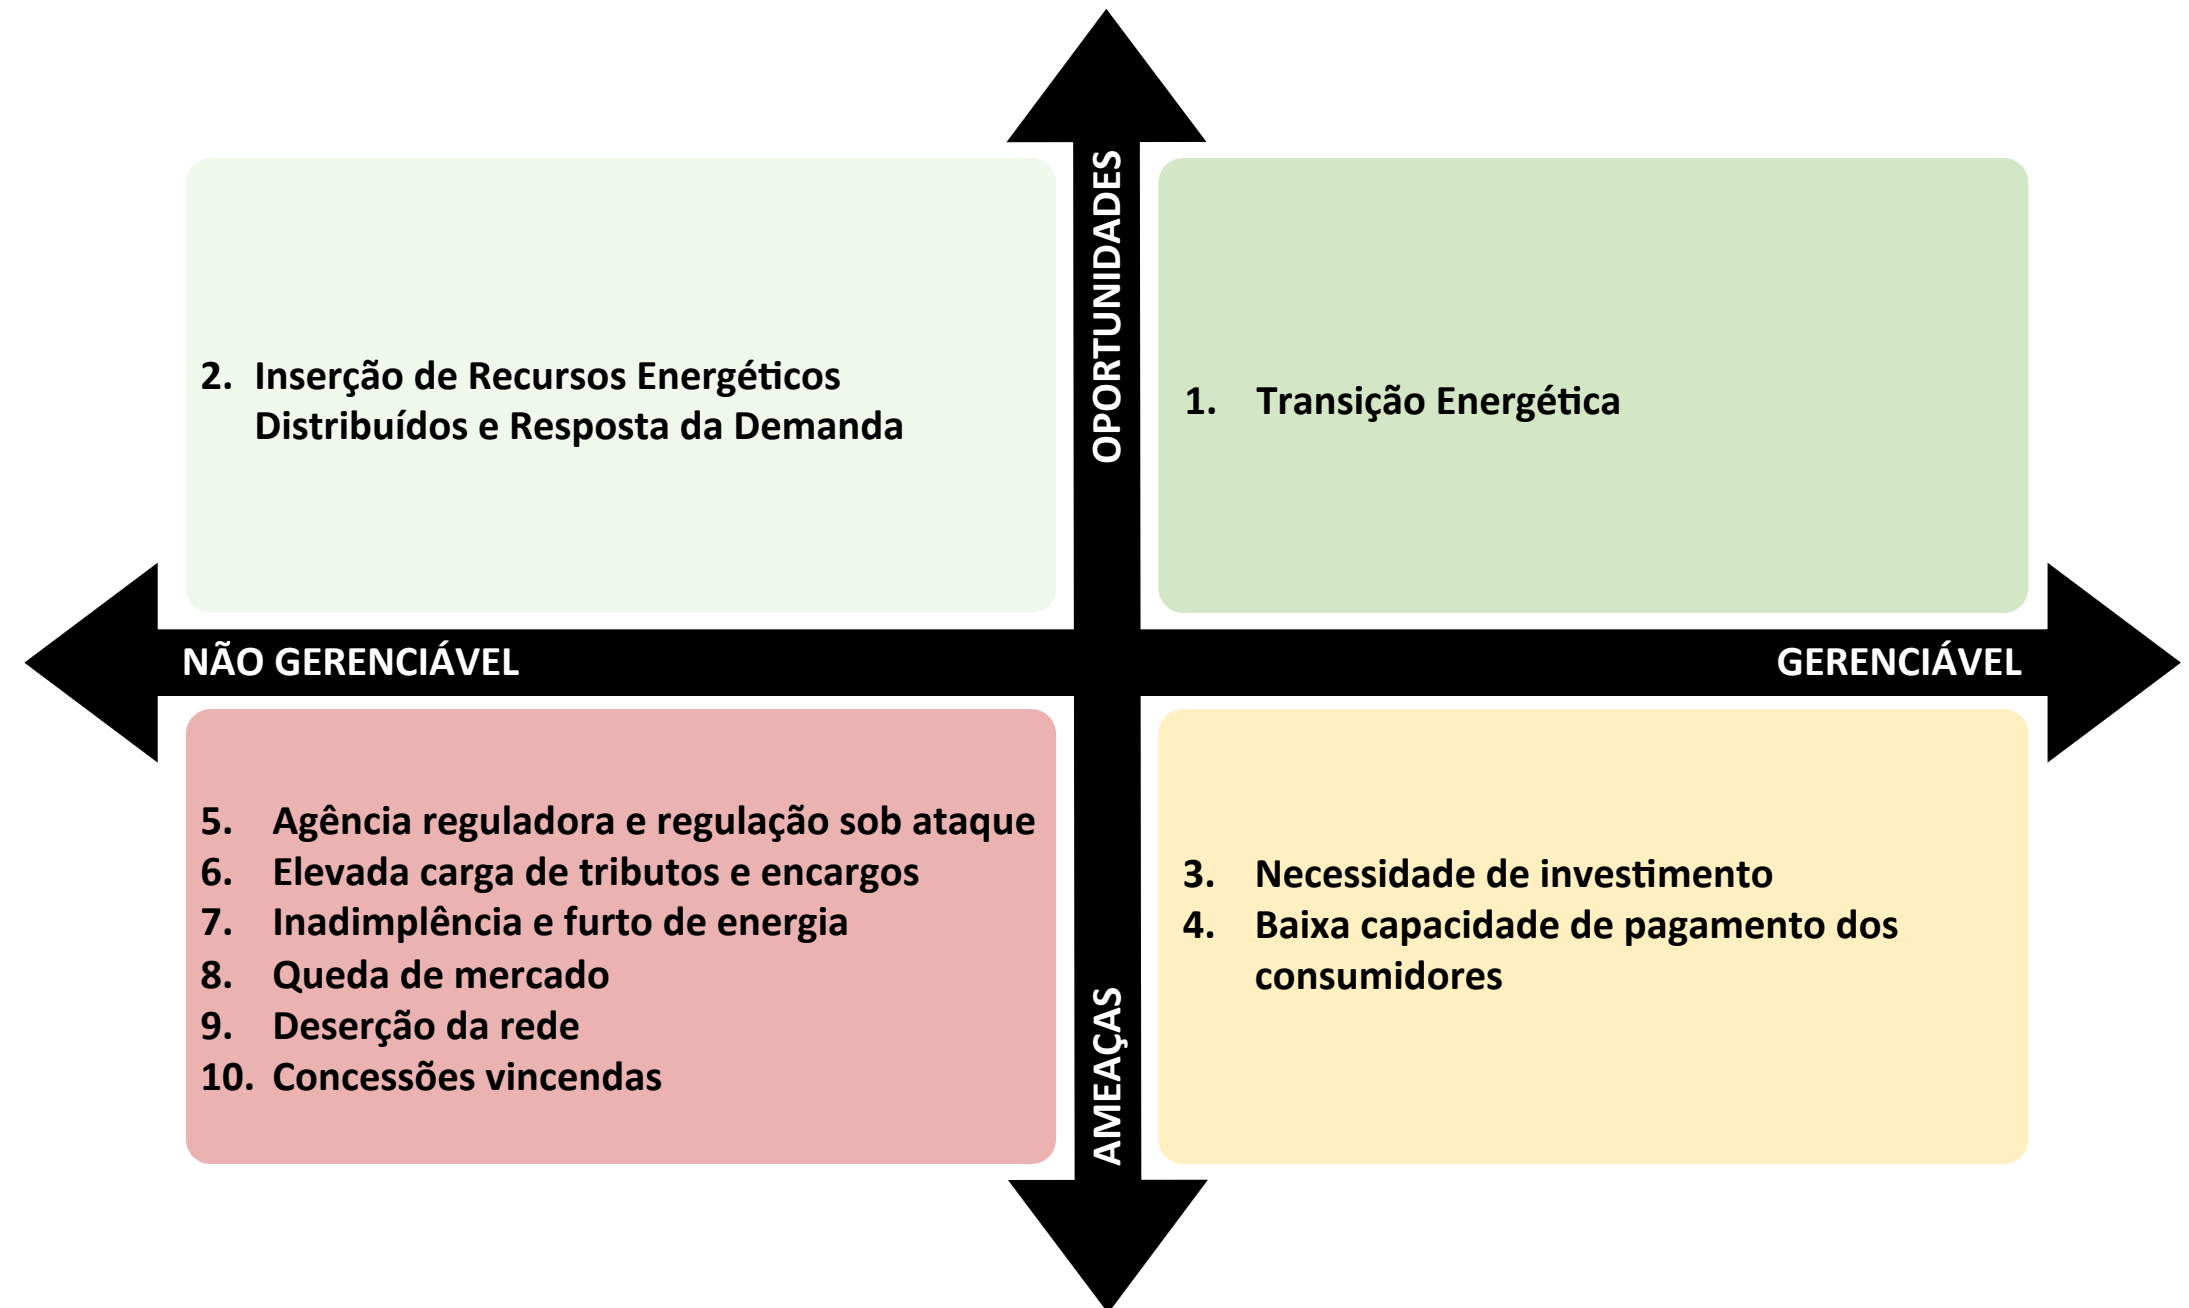 OPORTUNIDADES
2. Inserção de Recursos Energéticos
Distribuídos e Resposta da Demanda
1. Transição Energética
NÃO GERENCIÁVEL
GERENCIÁVEL
5. Agência reguladora e regulação sob ataque
6. Elevada carga de tributos e encargos
7. Inadimplência e furto de energia
8. Queda de mercado
9. Deserção da rede
10. Concessões vincendas
3. Necessidade de investimento
4. Baixa capacidade de pagamento dos
consumidores
AMEAÇAS